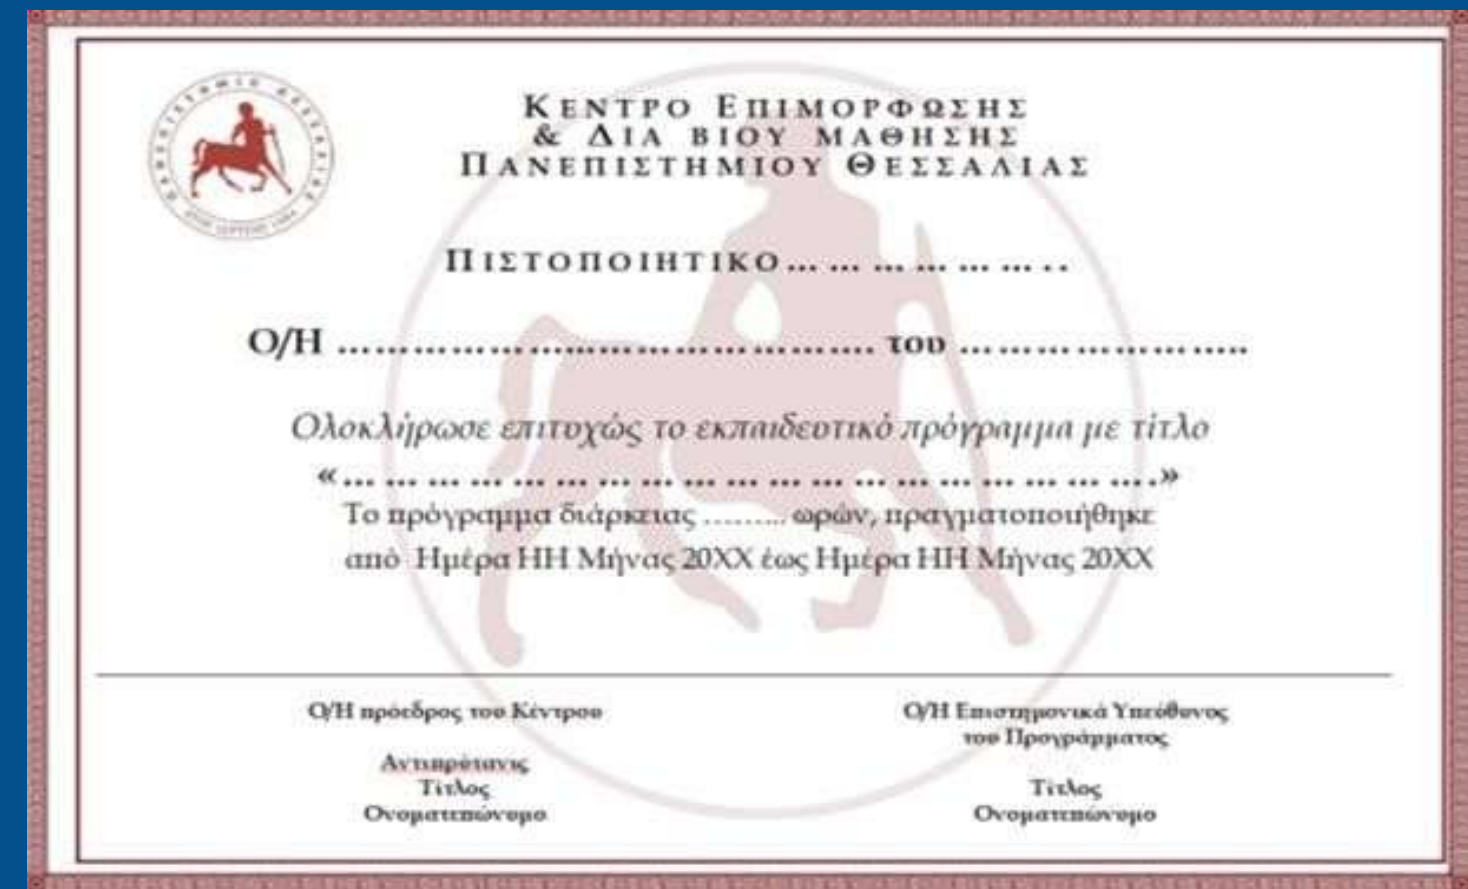 ΠΑΝΕΠΙΣΤΗΜΙΟ ΘΕΣΣΑΛΙΑΣ
ΚΕΝΤΡΟ ΕΠΙΜΟΡΦΩΣΗΣ
& ΔΙΑ ΒΙΟΥ ΜΑΘΗΣΗΣ
ΠΑΝΕΠΙΣΤΗΜΙΟΥ ΘΕΣΣΑΛΙΑΣ
ΠΙΣΤΟΠΟΙΗΤΙΚΟ... ... ... ... ... ... . .
Ο/Η ........................................... του ..........................
Ολοκλήρωσε επιτυχώς το εκπαιδευτικό πρόγραμμα με τίτλο
«... ... ... ... ... ... ... ... ... ... ... ... ... ... ... ... ... ... ....»
Το πρόγραμμα διάρκειας ......... ωρών, πραγματοποιήθηκε
από Ημέρα ΗΗ Μήνας 20ΧΧ έως Ημέρα ΗΗ Μήνας 20ΧΧ
Ο/Η πρόεδρος του Κέντρου
Αντιπρύτανις
Τίτλος
Ονοματεπώνυμο
Ο/Η Επιστημονικά Υπεύθυνος
του Προγράμματος
Τίτλος
Ονοματεπώνυμο